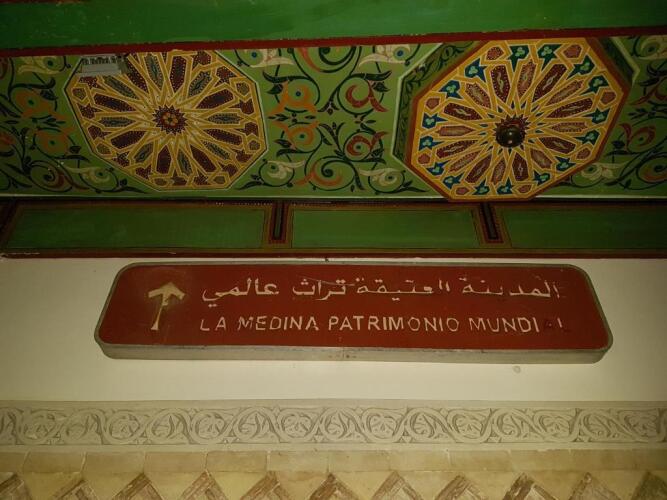 المدينة العتيقة تراث عالمي
LA MEDINA PATRIMONIO MUNDIAL